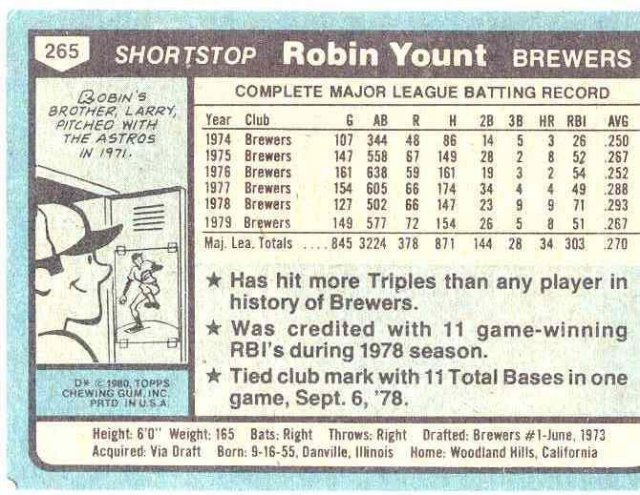 265 SHORTSTOP Robin Yount BREWERS
ROBIN'S
BROTHER, LARRY,
PITCHED WITH
THE ASTROS
IN 1971.
COMPLETE MAJOR LEAGUE BATTING RECORD
Year Club G AB R H 2B 3B HR RBI AVG
1974 Brewers 107 344 48 86 14 5 3 26 .250
1975 Brewers 147 558 67 149 28 2 8 52 .267
1976 Brewers 161 638 59 161 19 3 2 54 .252
1977 Brewers 154 605 66 174 34 4 4 49 .288
1978 Brewers 127 502 66 147 23 9 9 71 .293
1979 Brewers 149 577 72 154 26 5 8 51 .267
Maj. Lea. Totals .... 845 3224 378 871 144 28 34 303 .270
★ Has hit more Triples than any player in
history of Brewers.
★ Was credited with 11 game-winning
RBI's during 1978 season.
★ Tied club mark with 11 Total Bases in one
game, Sept. 6, '78.
D* © 1980, TOPPS
CHEWING GUM, INC.
PRTD. IN U.S.A.
Height: 6'0" Weight: 165 Bats: Right Throws: Right Drafted: Brewers #1-June, 1973
Acquired: Via Draft Born: 9-16-55, Danville, Illinois Home: Woodland Hills, California